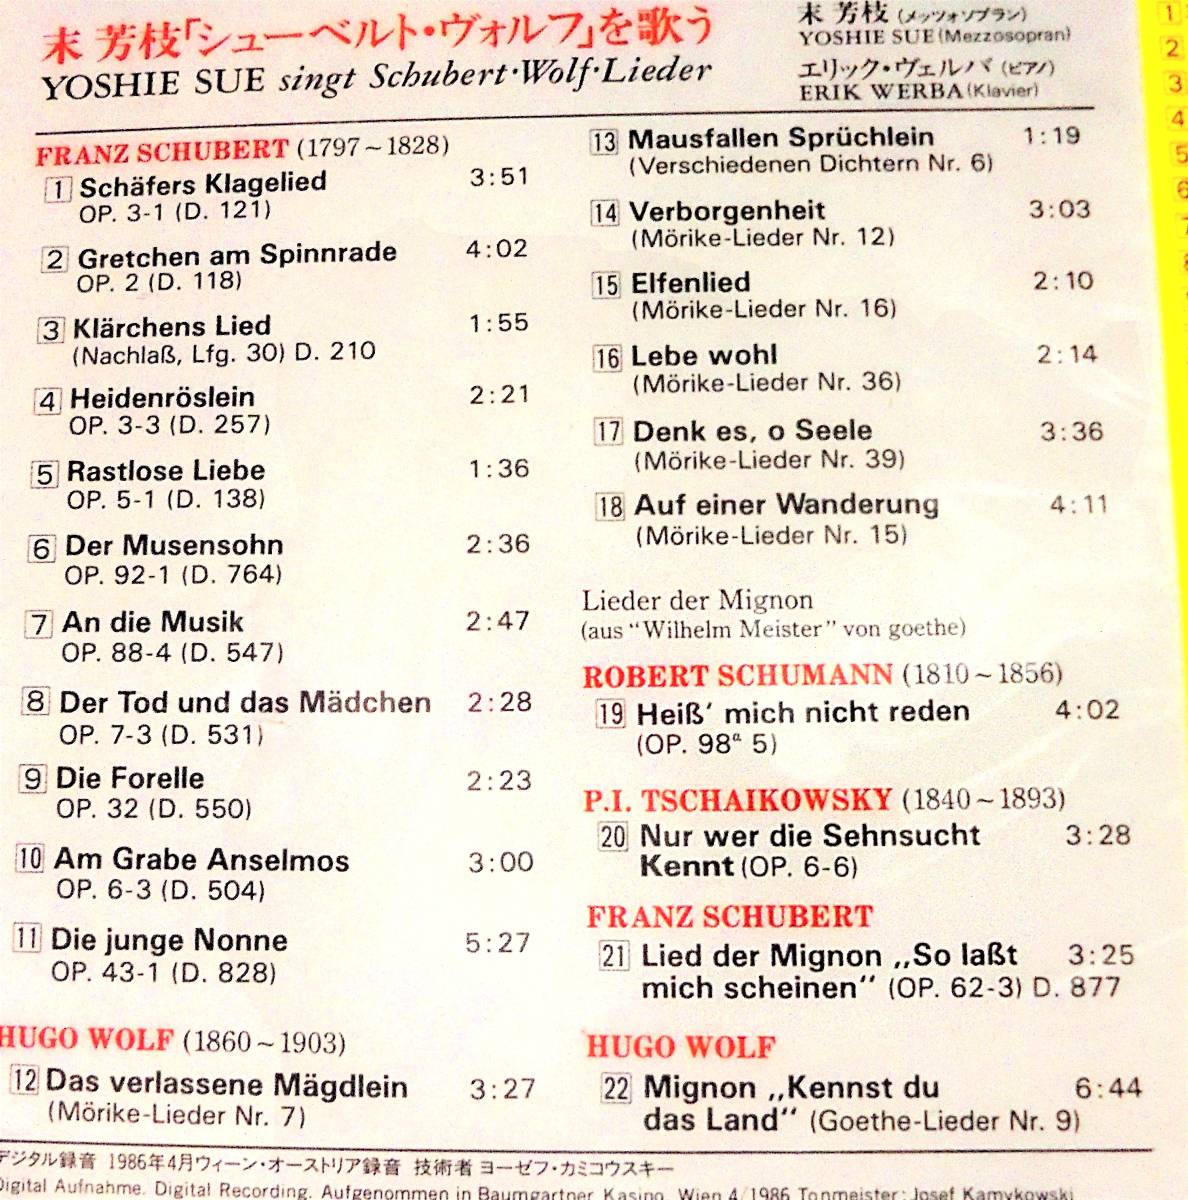 末 芳枝「シューベルト・ヴォルフ」を歌う
YOSHIE SUE singt Schubert·Wolf·Lieder
末 芳枝 (メッツォソプラン)
YOSHIE SUE (Mezzosopran)
エリック・ヴェルバ (ピアノ)
ERIK WERBA (Klavier)
FRANZ SCHUBERT (1797~1828)
1 Schäfers Klagelied 3:51
OP. 3-1 (D. 121)
2 Gretchen am Spinnrade 4:02
OP. 2 (D. 118)
3 Klärchens Lied 1:55
(Nachlaß, Lfg. 30) D. 210
4 Heidenröslein 2:21
OP. 3-3 (D. 257)
5 Rastlose Liebe 1:36
OP. 5-1 (D. 138)
6 Der Musensohn 2:36
OP. 92-1 (D. 764)
7 An die Musik 2:47
OP. 88-4 (D. 547)
8 Der Tod und das Mädchen 2:28
OP. 7-3 (D. 531)
9 Die Forelle 2:23
OP. 32 (D. 550)
10 Am Grabe Anselmos 3:00
OP. 6-3 (D. 504)
11 Die junge Nonne 5:27
OP. 43-1 (D. 828)
HUGO WOLF (1860~1903)
12 Das verlassene Mägdlein 3:27
(Mörike-Lieder Nr. 7)
13 Mausfallen Sprüchlein 1:19
(Verschiedenen Dichtern Nr. 6)
14 Verborgenheit 3:03
(Mörike-Lieder Nr. 12)
15 Elfenlied 2:10
(Mörike-Lieder Nr. 16)
16 Lebe wohl 2:14
(Mörike-Lieder Nr. 36)
17 Denk es, o Seele 3:36
(Mörike-Lieder Nr. 39)
18 Auf einer Wanderung 4:11
(Mörike-Lieder Nr. 15)
Lieder der Mignon
(aus "Wilhelm Meister" von goethe)
ROBERT SCHUMANN (1810~1856)
19 Heiß' mich nicht reden 4:02
(OP. 98ª 5)
P.I. TSCHAIKOWSKY (1840~1893)
20 Nur wer die Sehnsucht 3:28
Kennt (OP. 6-6)
FRANZ SCHUBERT
21 Lied der Mignon ,,So laßt 3:25
mich scheinen" (OP. 62-3) D. 877
HUGO WOLF
22 Mignon ,,Kennst du 6:44
das Land" (Goethe-Lieder Nr. 9)
デジタル録音 1986年4月ウィーン・オーストリア録音 技術者 ヨーゼフ・カミコウスキー
Digital Aufnahme. Digital Recording. Aufgenommen in Baumgartner Kasino, Wien 4/1986 Tonmeister: Josef Kamykowski
1
2
3
4
5
6
7